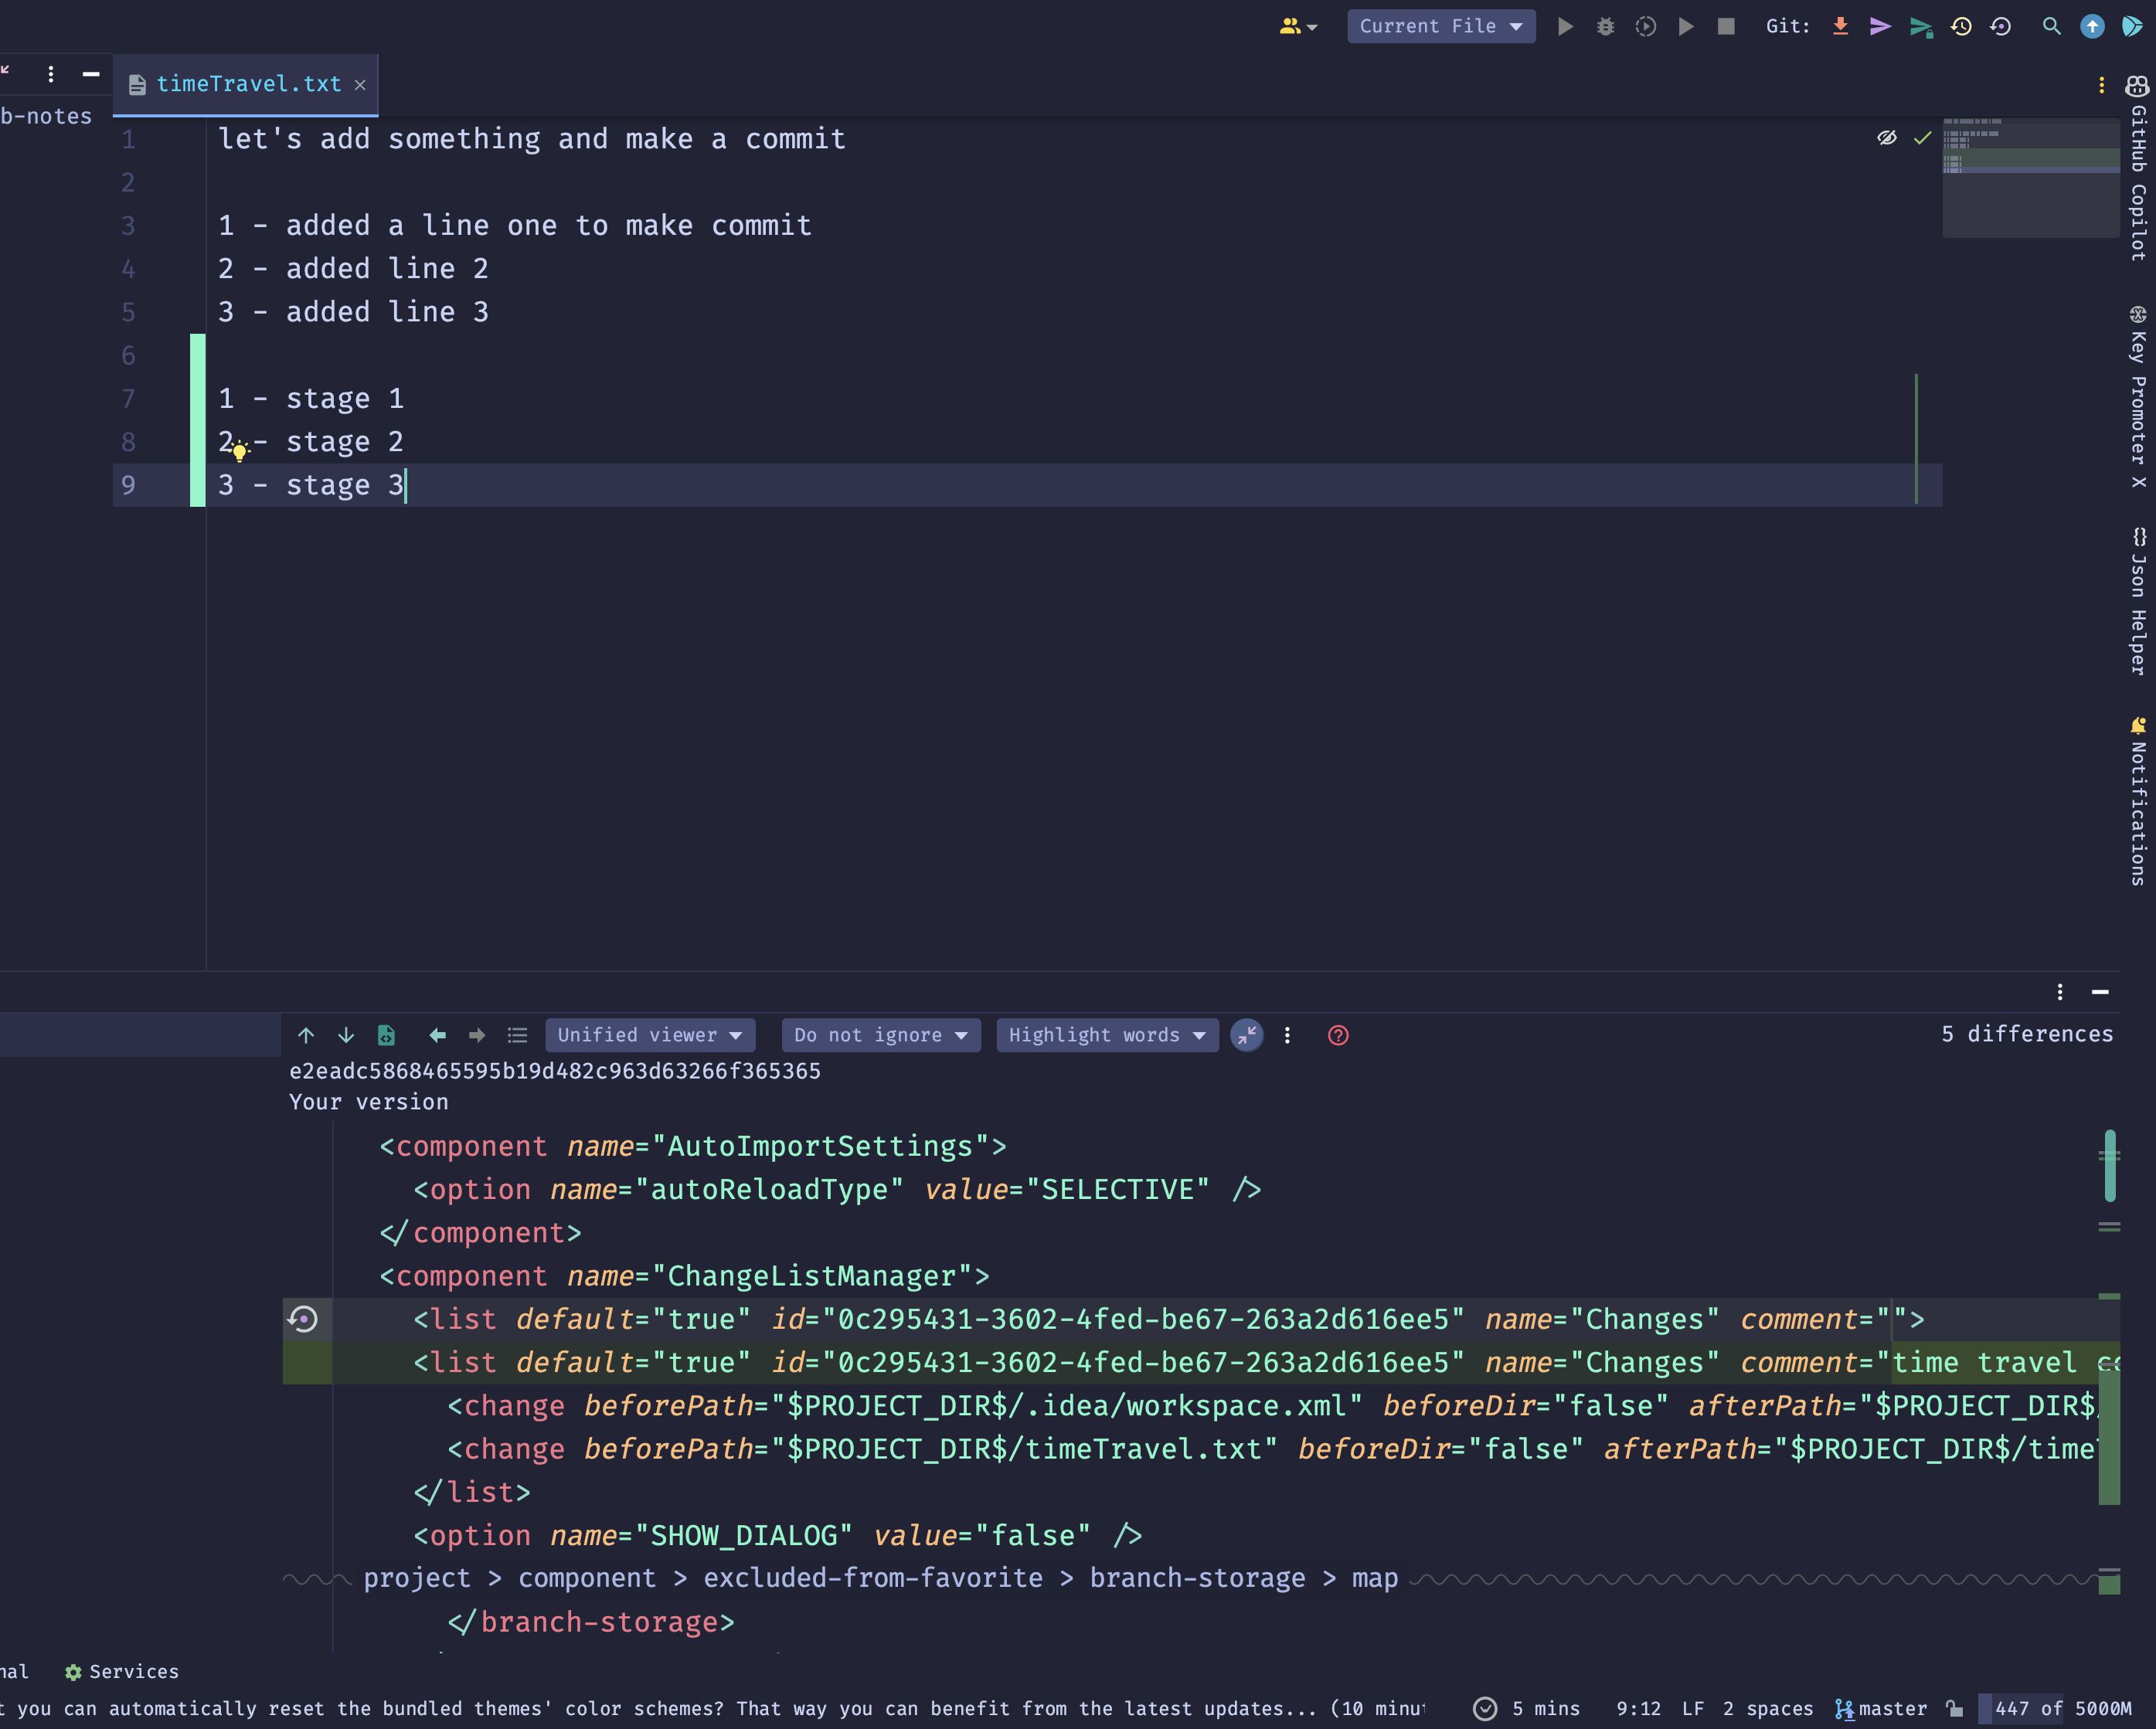 Current File
Git:
timeTravel.txt
b-notes
1 let's add something and make a commit
2
3 1 - added a line one to make commit
4 2 - added line 2
5 3 - added line 3
6
7 1 - stage 1
8 2 - stage 2
9 3 - stage 3
GitHub Copilot
Key Promoter X
Json Helper
Notifications
Unified viewer
Do not ignore
Highlight words
5 differences
e2eadc5868465595b19d482c963d63266f365365
Your version
<component name="AutoImportSettings">
<option name="autoReloadType" value="SELECTIVE" />
</component>
<component name="ChangeListManager">
<list default="true" id="0c295431-3602-4fed-be67-263a2d616ee5" name="Changes" comment="">
<list default="true" id="0c295431-3602-4fed-be67-263a2d616ee5" name="Changes" comment="time travel
<change beforePath="$PROJECT_DIR$/.idea/workspace.xml" beforeDir="false" afterPath="$PROJECT_DIR$/
<change beforePath="$PROJECT_DIR$/timeTravel.txt" beforeDir="false" afterPath="$PROJECT_DIR$/time
</list>
<option name="SHOW_DIALOG" value="false" />
project > component > excluded-from-favorite > branch-storage > map
</branch-storage>
nal
Services
t you can automatically reset the bundled themes' color schemes? That way you can benefit from the latest updates... (10 minut
5 mins
9:12
LF
2 spaces
master
447 of 5000M